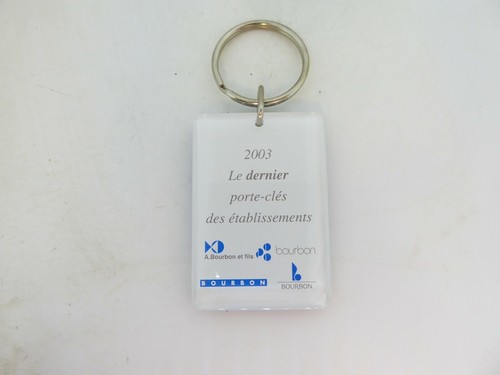 2003
Le dernier
porte-clés
des établissements
A.Bourbon et fils
bourbon
BOURBON
BOURBON